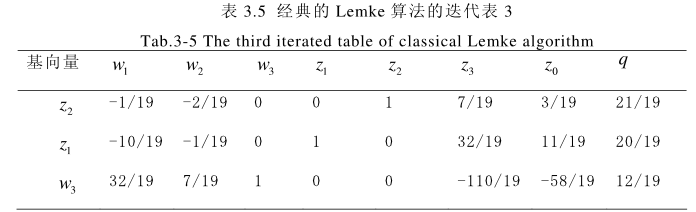 表 3.5 经典的 Lemke 算法的迭代表 3
Tab.3-5 The third iterated table of classical Lemke algorithm
基向量 w₁ w₂ w₃ z₁ z₂ z₃ z₀ q
z₂ -1/19 -2/19 0 0 1 7/19 3/19 21/19
z₁ -10/19 -1/19 0 1 0 32/19 11/19 20/19
w₃ 32/19 7/19 1 0 0 -110/19 -58/19 12/19